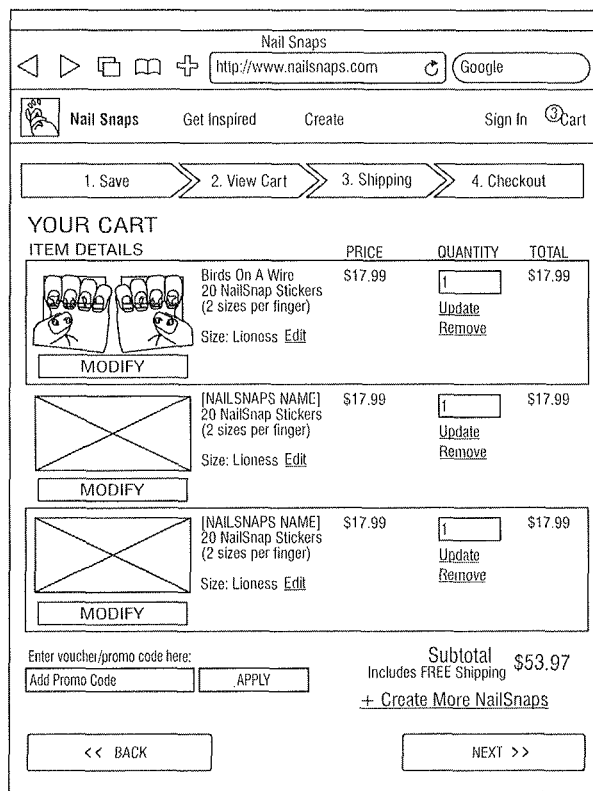 Nail Snaps
http://www.nailsnaps.com
Google
Nail Snaps Get Inspired Create Sign In 3 Cart
1. Save 2. View Cart 3. Shipping 4. Checkout
YOUR CART
ITEM DETAILS PRICE QUANTITY TOTAL
Birds On A Wire $17.99 1 $17.99
20 NailSnap Stickers
(2 sizes per finger)
Update
Remove
Size: Lioness Edit
MODIFY
[NAILSNAPS NAME] $17.99 1 $17.99
20 NailSnap Stickers
(2 sizes per finger)
Update
Remove
Size: Lioness Edit
MODIFY
[NAILSNAPS NAME] $17.99 1 $17.99
20 NailSnap Stickers
(2 sizes per finger)
Update
Remove
Size: Lioness Edit
MODIFY
Enter voucher/promo code here:
Add Promo Code APPLY
Subtotal $53.97
Includes FREE Shipping
+ Create More NailSnaps
<< BACK NEXT >>